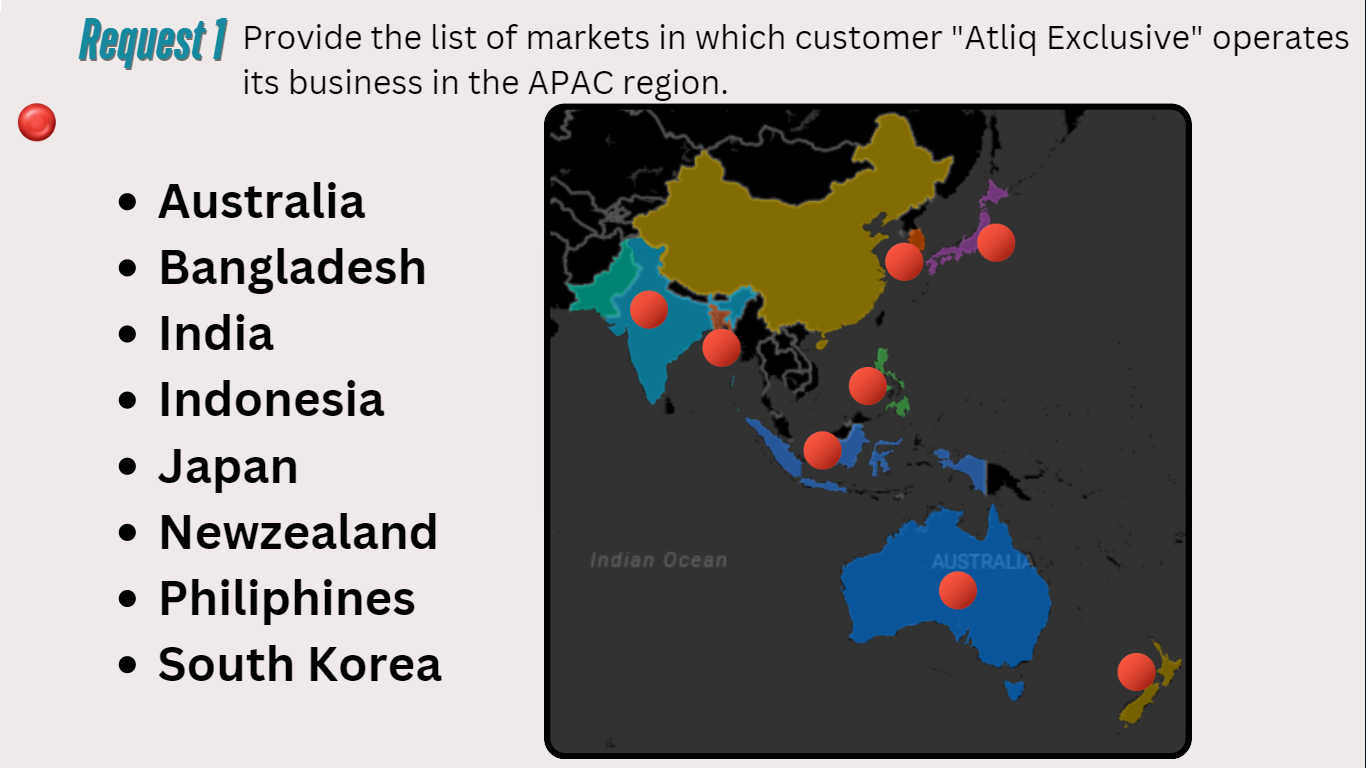 Request 1
Provide the list of markets in which customer "Atliq Exclusive" operates
its business in the APAC region.
Australia
Bangladesh
India
Indonesia
Japan
Newzealand
Philiphines
South Korea
Indian Ocean
AUSTRALIA